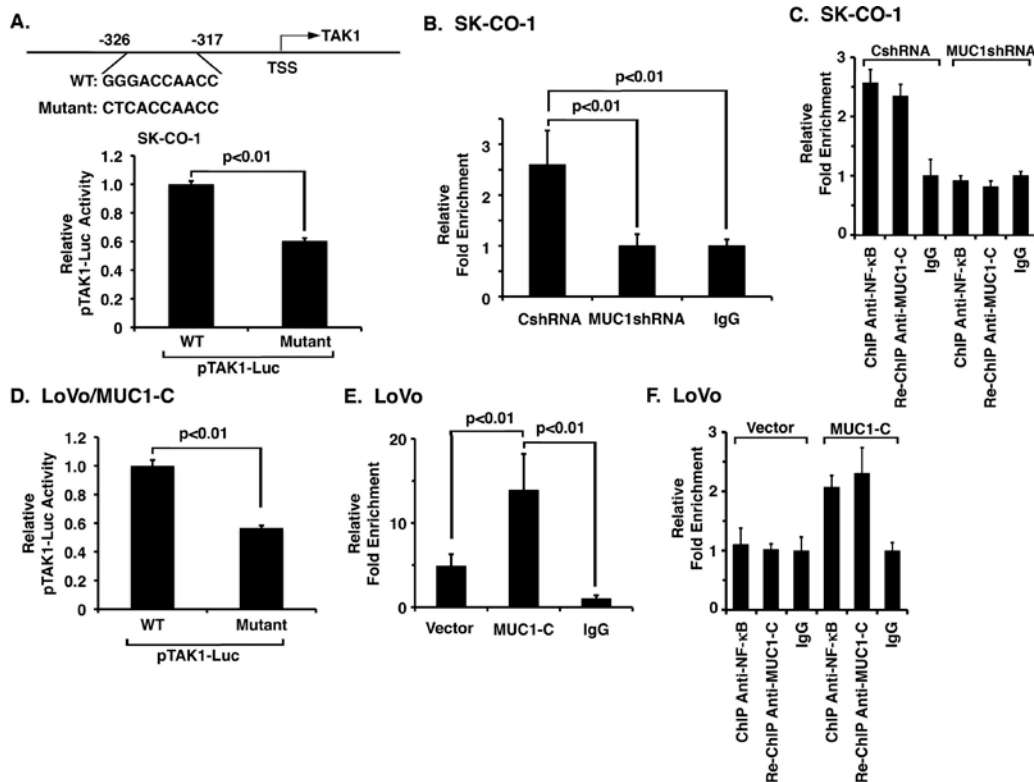 A.
-326 -317 TAK1
TSS
WT: GGGACCAACC
Mutant: CTCACCAACC
SK-CO-1
p<0.01
Relative
pTAK1-Luc Activity
1.2
1.0
0.8
0.6
0.4
0.2
0
WT Mutant
pTAK1-Luc
B. SK-CO-1
p<0.01
p<0.01
Relative
Fold Enrichment
4
3
2
1
0
CshRNA MUC1shRNA IgG
C. SK-CO-1
CshRNA MUC1shRNA
Relative
Fold Enrichment
3
2
1
0
ChIP Anti-NF-κB
Re-ChIP Anti-MUC1-C
IgG
ChIP Anti-NF-κB
Re-ChIP Anti-MUC1-C
IgG
D. LoVo/MUC1-C
p<0.01
Relative
pTAK1-Luc Activity
1.2
1.0
0.8
0.6
0.4
0.2
0
WT Mutant
pTAK1-Luc
E. LoVo
p<0.01
p<0.01
Relative
Fold Enrichment
20
10
0
Vector MUC1-C IgG
F. LoVo
Vector MUC1-C
Relative
Fold Enrichment
3
2
1
0
ChIP Anti-NF-κB
Re-ChIP Anti-MUC1-C
IgG
ChIP Anti-NF-κB
Re-ChIP Anti-MUC1-C
IgG